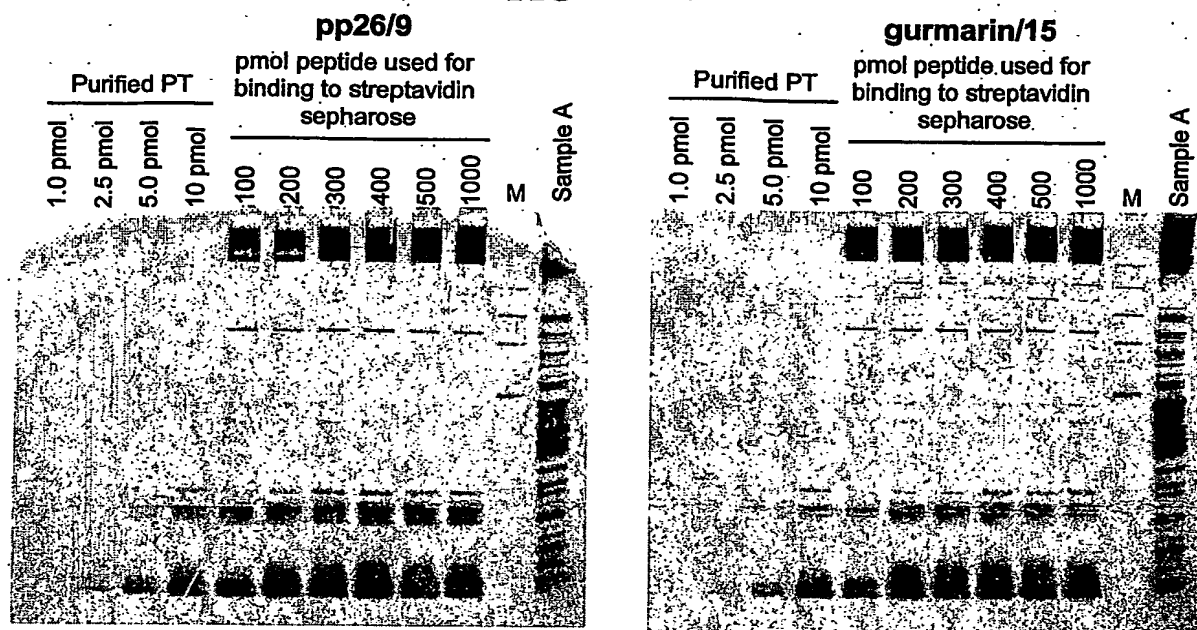 pp26/9
pmol peptide used for
binding to streptavidin
sepharose
Purified PT
1.0 pmol
2.5 pmol
5.0 pmol
10 pmol
100
200
300
400
500
1000
M
Sample A
gurmarin/15
pmol peptide used for
binding to streptavidin
sepharose
Purified PT
1.0 pmol
2.5 pmol
5.0 pmol
10 pmol
100
200
300
400
500
1000
M
Sample A